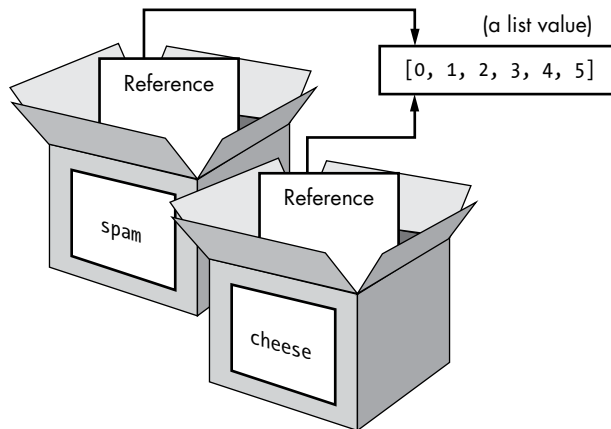 (a list value)
[0, 1, 2, 3, 4, 5]
Reference
Reference
spam
cheese